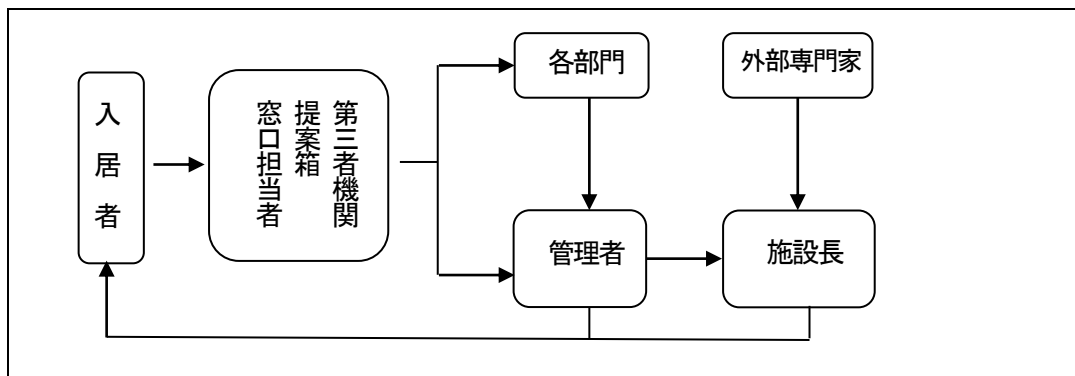 入居者
第三者機関
提案箱
窓口担当者
各部門
外部専門家
管理者
施設長